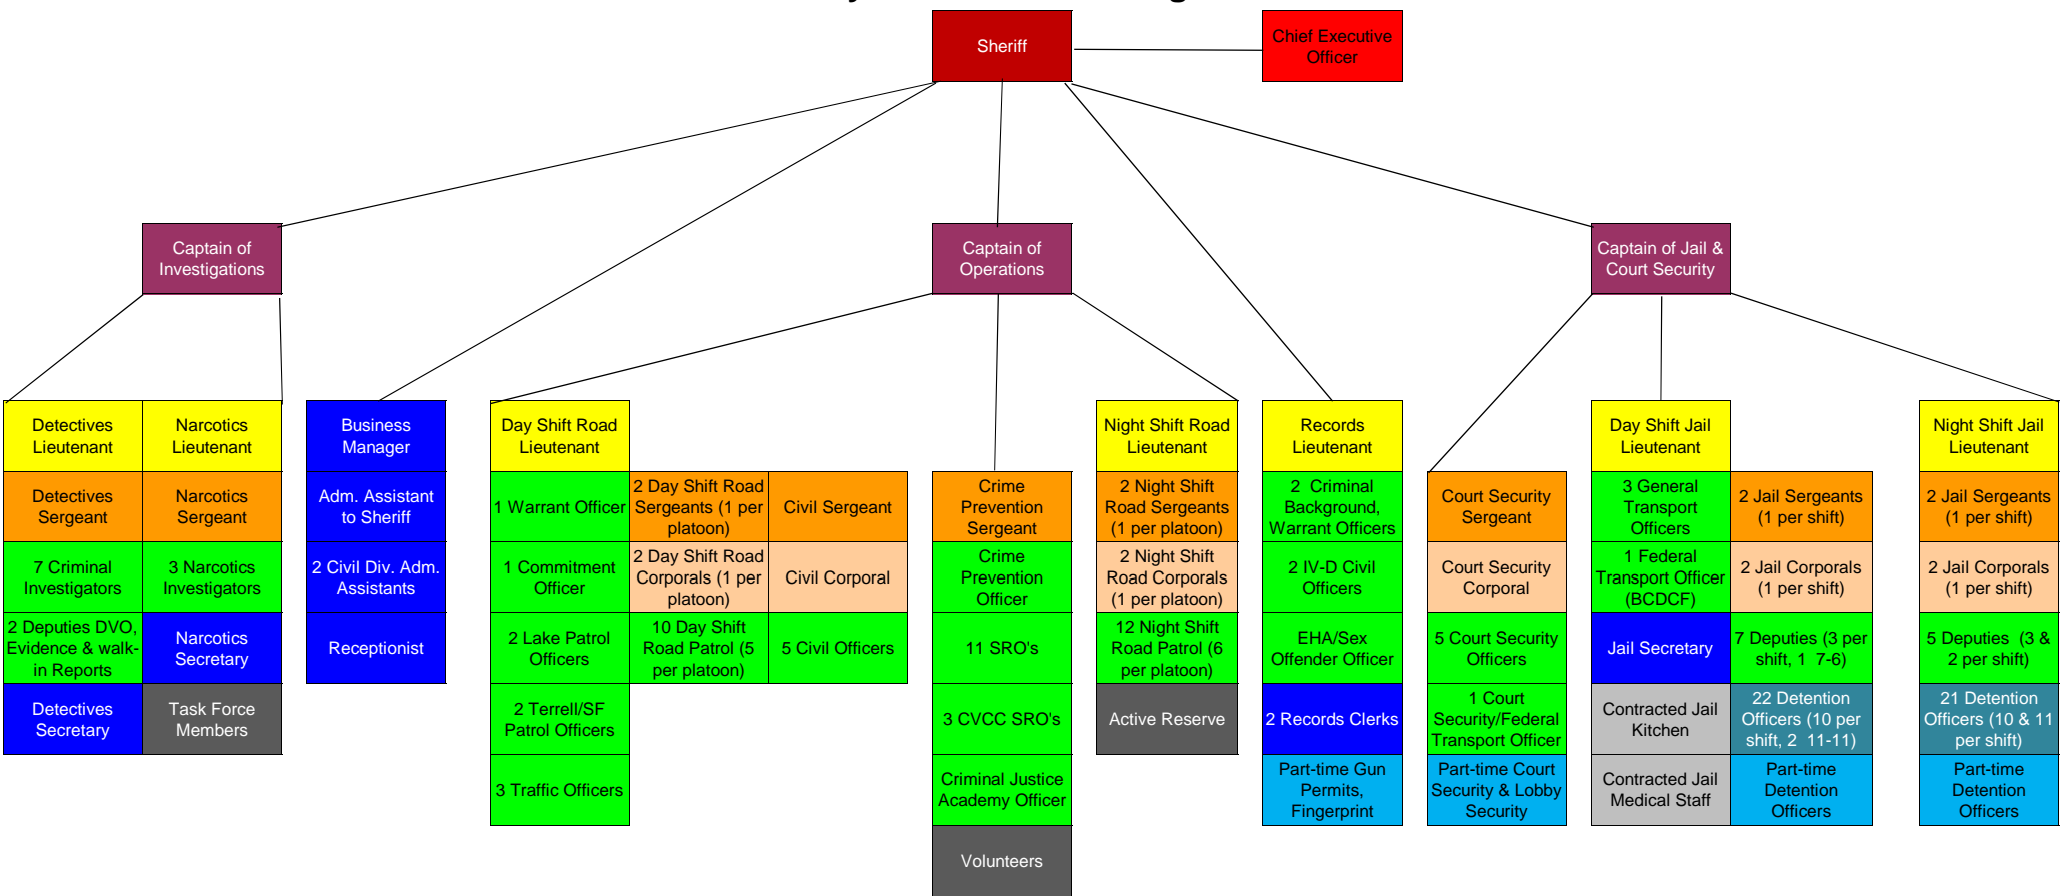 Sheriff
Chief Executive
Officer
Captain of
Investigations
Captain of
Operations
Captain of Jail &
Court Security
Detectives
Lieutenant
Narcotics
Lieutenant
Business
Manager
Day Shift Road
Lieutenant
Night Shift Road
Lieutenant
Records
Lieutenant
Day Shift Jail
Lieutenant
Night Shift Jail
Lieutenant
Detectives
Sergeant
Narcotics
Sergeant
Adm. Assistant
to Sheriff
1 Warrant Officer
2 Day Shift Road
Sergeants (1 per
platoon)
Civil Sergeant
Crime
Prevention
Sergeant
2 Night Shift
Road Sergeants
(1 per platoon)
2 Criminal
Background,
Warrant Officers
Court Security
Sergeant
3 General
Transport
Officers
2 Jail Sergeants
(1 per shift)
2 Jail Sergeants
(1 per shift)
7 Criminal
Investigators
3 Narcotics
Investigators
2 Civil Div. Adm.
Assistants
1 Commitment
Officer
2 Day Shift Road
Corporals (1 per
platoon)
Civil Corporal
Crime
Prevention
Officer
2 Night Shift
Road Corporals
(1 per platoon)
2 IV-D Civil
Officers
Court Security
Corporal
1 Federal
Transport Officer
(BCDCF)
2 Jail Corporals
(1 per shift)
2 Jail Corporals
(1 per shift)
2 Deputies DVO,
Evidence & walk-
in Reports
Narcotics
Secretary
Receptionist
2 Lake Patrol
Officers
10 Day Shift
Road Patrol (5
per platoon)
5 Civil Officers
11 SRO's
12 Night Shift
Road Patrol (6
per platoon)
EHA/Sex
Offender Officer
5 Court Security
Officers
Jail Secretary
7 Deputies (3 per
shift, 1 7-6)
5 Deputies (3 &
2 per shift)
Detectives
Secretary
Task Force
Members
2 Terrell/SF
Patrol Officers
3 CVCC SRO's
Active Reserve
2 Records Clerks
1 Court
Security/Federal
Transport Officer
Contracted Jail
Kitchen
22 Detention
Officers (10 per
shift, 2 11-11)
21 Detention
Officers (10 & 11
per shift)
3 Traffic Officers
Criminal Justice
Academy Officer
Part-time Gun
Permits,
Fingerprint
Part-time Court
Security & Lobby
Security
Contracted Jail
Medical Staff
Part-time
Detention
Officers
Part-time
Detention
Officers
Volunteers